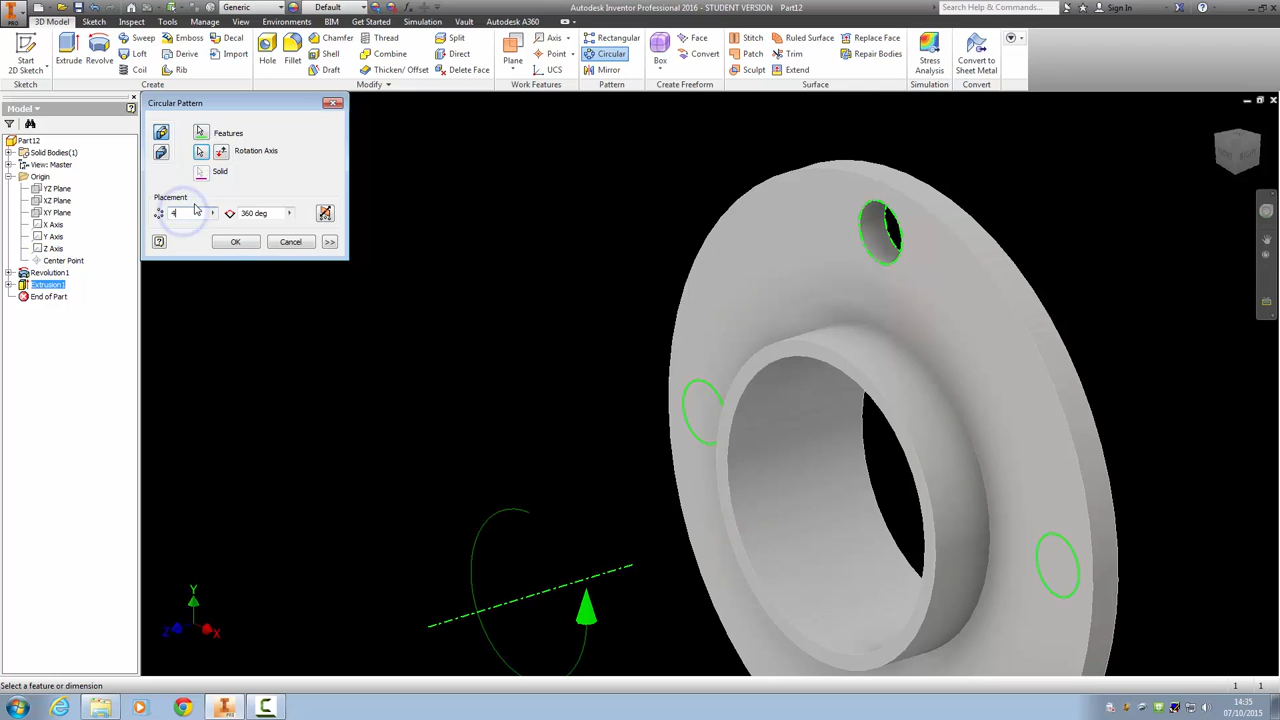 PRO
Generic
Default
Autodesk Inventor Professional 2016 - STUDENT VERSION Part12
Search Help & Commands...
Sign In
3D Model Sketch Inspect Tools Manage View Environments BIM Get Started Simulation Vault Autodesk A360
Start
2D Sketch
Extrude
Revolve
Sweep
Loft
Coil
Emboss
Derive
Rib
Decal
Import
Hole
Fillet
Chamfer
Shell
Draft
Thread
Combine
Thicken/ Offset
Split
Direct
Delete Face
Plane
Axis
Point
UCS
Rectangular
Circular
Mirror
Box
Face
Convert
Stitch
Patch
Sculpt
Ruled Surface
Trim
Extend
Replace Face
Repair Bodies
Stress
Analysis
Convert to
Sheet Metal
Sketch Create Modify Work Features Pattern Create Freeform Surface Simulation Convert
Model
Part12
Solid Bodies(1)
View: Master
Origin
YZ Plane
XZ Plane
XY Plane
X Axis
Y Axis
Z Axis
Center Point
Revolution1
Extrusion1
End of Part
Circular Pattern
Features
Rotation Axis
Solid
Placement
4
360 deg
OK
Cancel
>>
RIGHT
Y
Z
X
Select a feature or dimension
1 1
14:35
07/10/2015